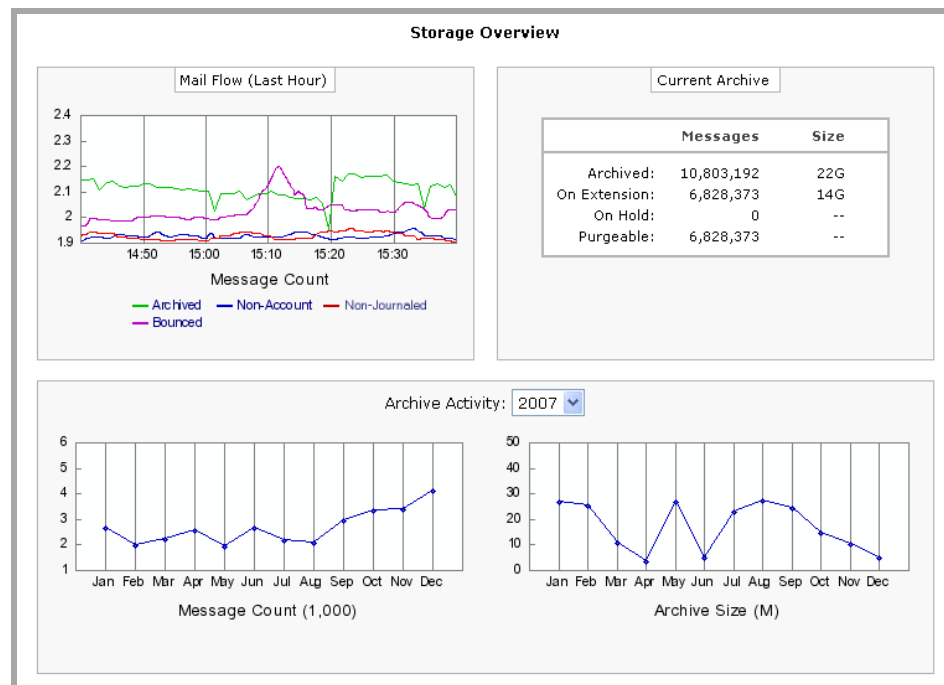 Storage Overview
Mail Flow (Last Hour)
2.4
2.3
2.2
2.1
2
1.9
14:50 15:00 15:10 15:20 15:30
Message Count
Archived Non-Account Non-Journaled
Bounced
Current Archive
Messages Size
Archived: 10,803,192 22G
On Extension: 6,828,373 14G
On Hold: 0 --
Purgeable: 6,828,373 --
Archive Activity: 2007
6
5
4
3
2
1
Jan Feb Mar Apr May Jun Jul Aug Sep Oct Nov Dec
Message Count (1,000)
50
40
30
20
10
0
Jan Feb Mar Apr May Jun Jul Aug Sep Oct Nov Dec
Archive Size (M)